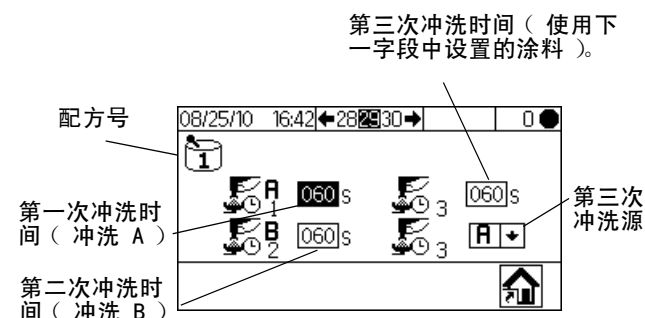 第三次冲洗时间（ 使用下
一字段中设置的涂料 ）。
配方号
08/25/10 16:42 ←28 29 30→ 0
1
A 1 060 s
3 060 s
第一次冲洗时
间（ 冲洗 A ）
第三次
冲洗源
B 2 060 s
3 A
第二次冲洗时
间（ 冲洗 B ）